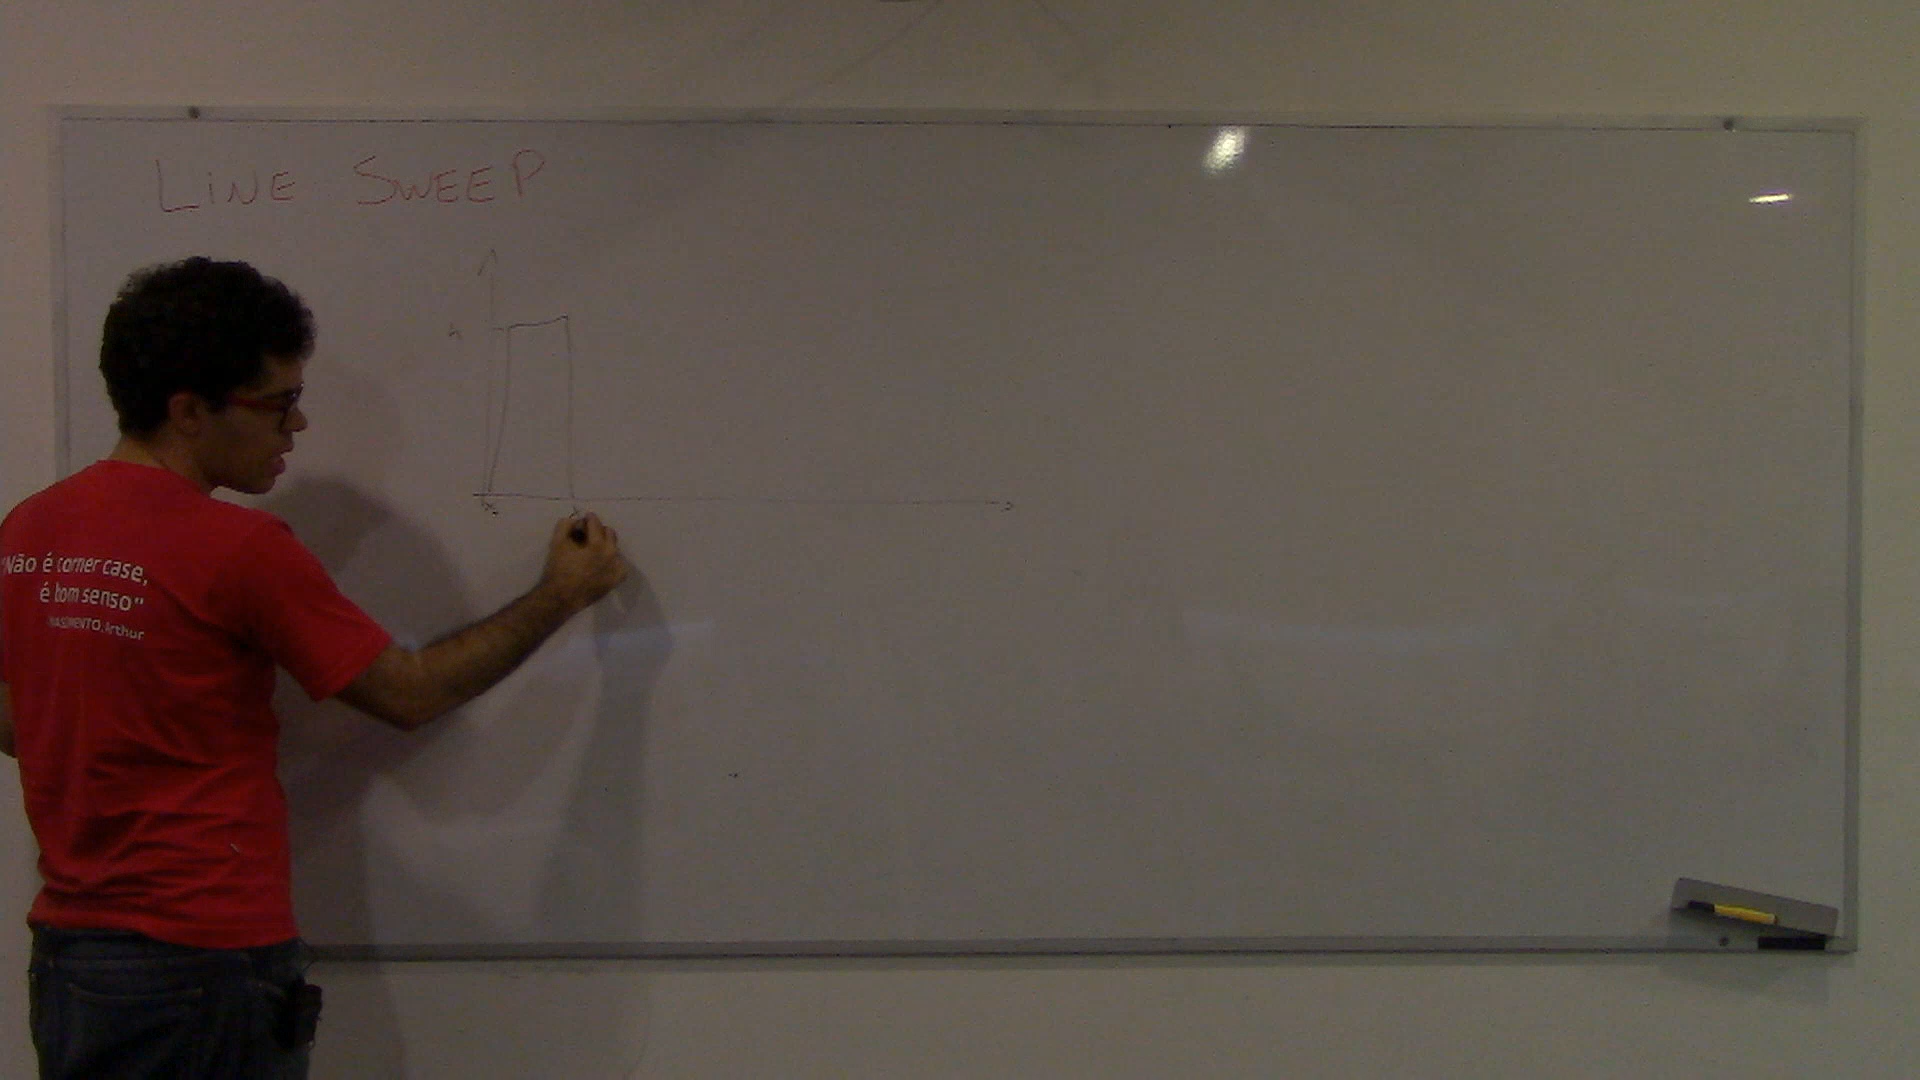 LINE SWEEP
"Não é corner case,
é bom senso"
NASCIMENTO, Arthur